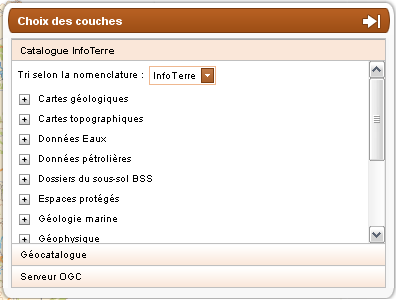 Choix des couches
Catalogue InfoTerre
Tri selon la nomenclature : InfoTerre
Cartes géologiques
Cartes topographiques
Données Eaux
Données pétrolières
Dossiers du sous-sol BSS
Espaces protégés
Géologie marine
Géophysique
Géocatalogue
Serveur OGC